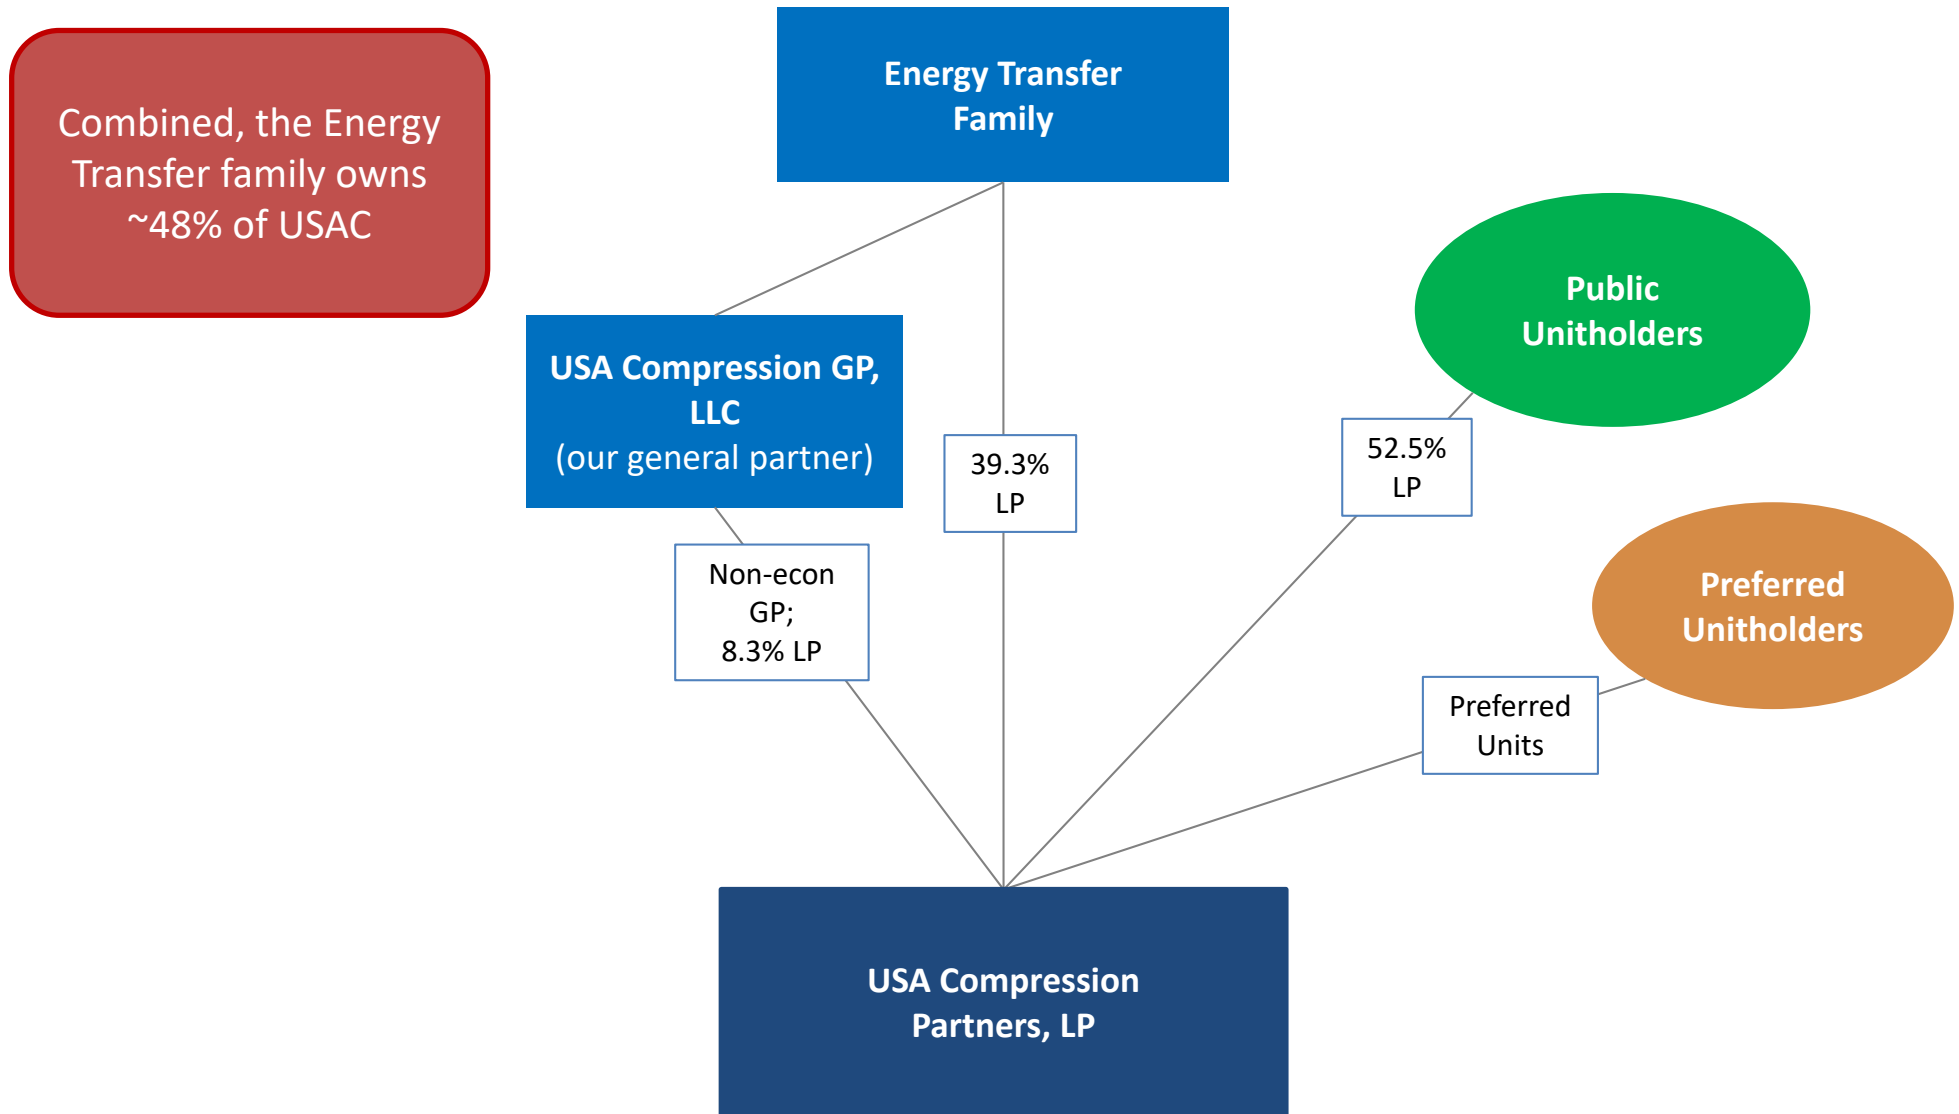 Combined, the Energy
Transfer family owns
~48% of USAC
Energy Transfer
Family
Public
Unitholders
USA Compression GP,
LLC
(our general partner)
39.3%
LP
52.5%
LP
Non-econ
GP;
8.3% LP
Preferred
Unitholders
Preferred
Units
USA Compression
Partners, LP